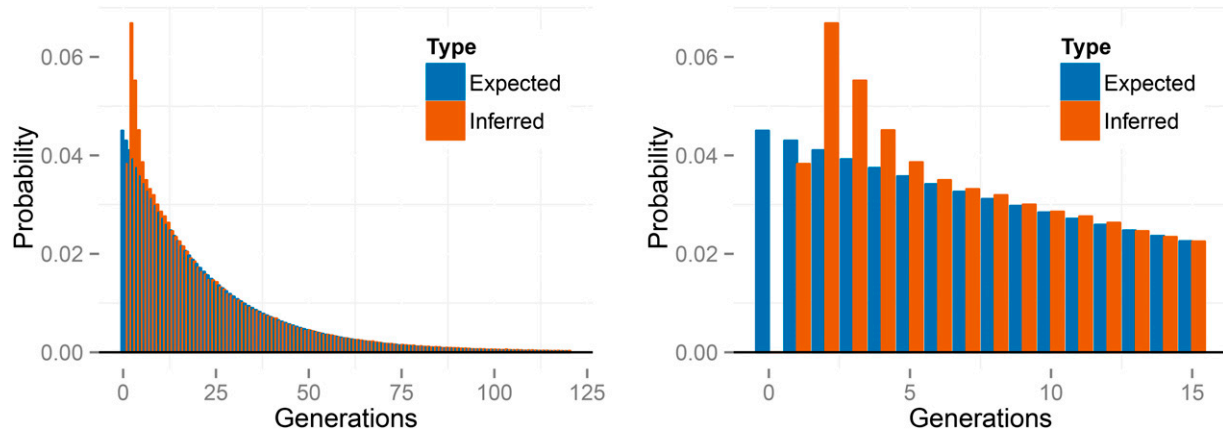 Type
Expected
Inferred
Probability
0.06
0.04
0.02
0.00
0 25 50 75 100 125
Generations
Type
Expected
Inferred
Probability
0.06
0.04
0.02
0.00
0 5 10 15
Generations